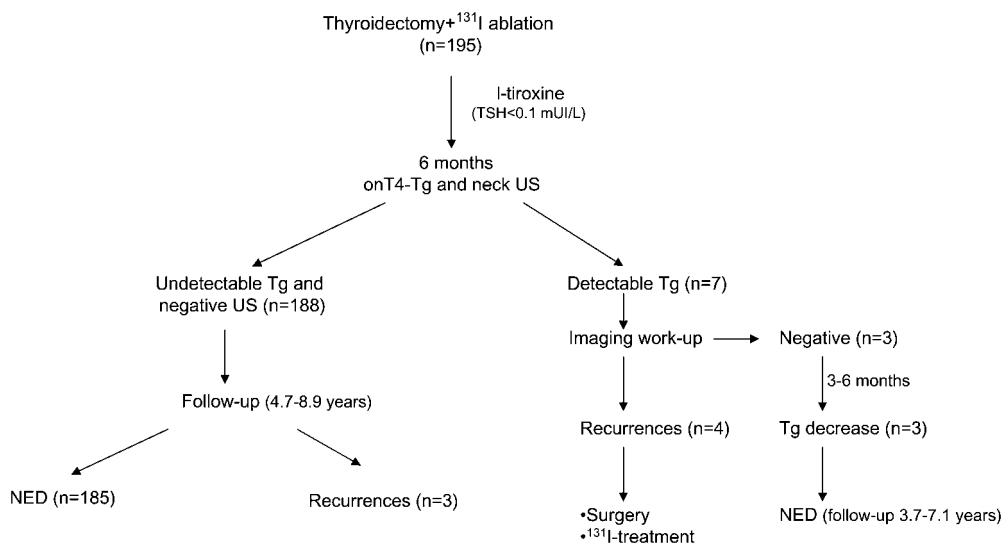 Thyroidectomy+¹³¹I ablation
(n=195)
l-tiroxine
(TSH<0.1 mUI/L)
6 months
onT4-Tg and neck US
Undetectable Tg and
negative US (n=188)
Detectable Tg (n=7)
Imaging work-up
Negative (n=3)
3-6 months
Follow-up (4.7-8.9 years)
Recurrences (n=4)
Tg decrease (n=3)
NED (n=185)
Recurrences (n=3)
•Surgery
•¹³¹I-treatment
NED (follow-up 3.7-7.1 years)